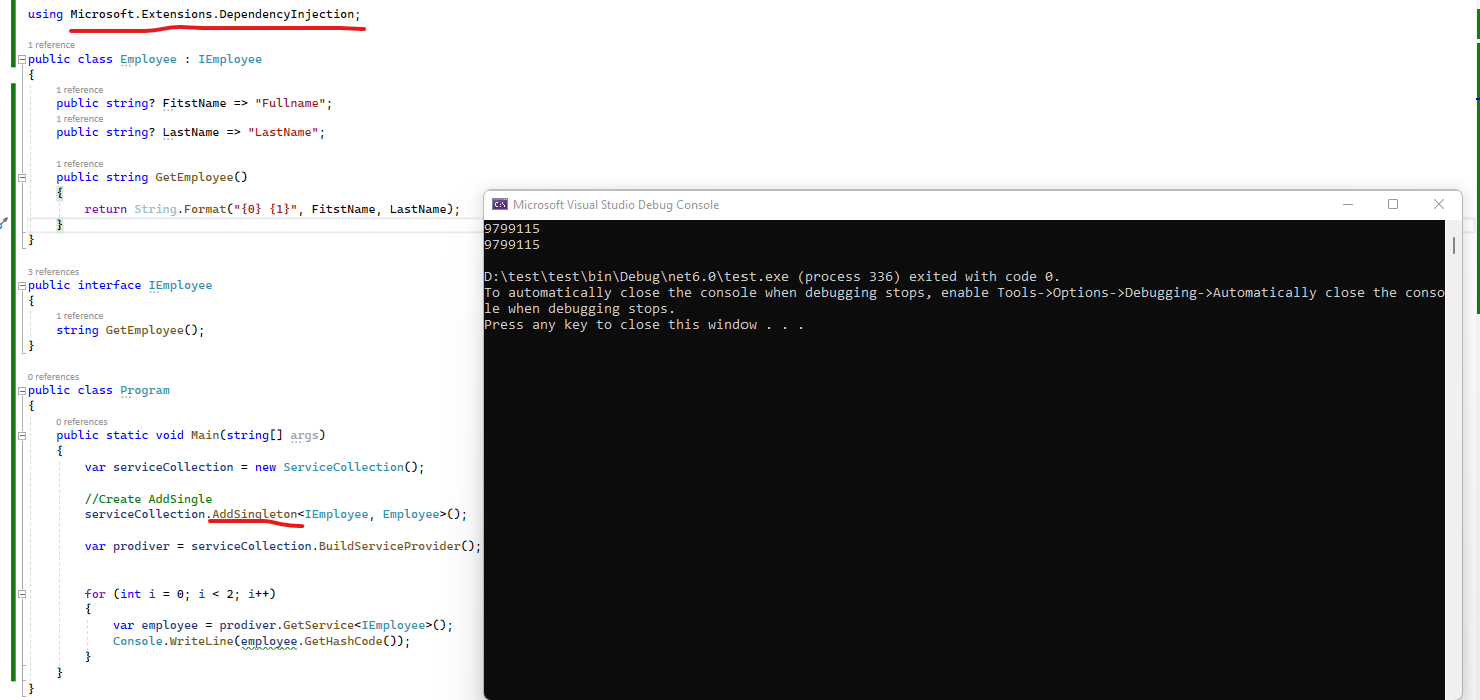 using Microsoft.Extensions.DependencyInjection;
1 reference
public class Employee : IEmployee
{
1 reference
public string? FitstName => "Fullname";
1 reference
public string? LastName => "LastName";
1 reference
public string GetEmployee()
{
return String.Format("{0} {1}", FitstName, LastName);
}
}
3 references
public interface IEmployee
{
1 reference
string GetEmployee();
}
0 references
public class Program
{
0 references
public static void Main(string[] args)
{
var serviceCollection = new ServiceCollection();
//Create AddSingle
serviceCollection.AddSingleton<IEmployee, Employee>();
var prodiver = serviceCollection.BuildServiceProvider();
for (int i = 0; i < 2; i++)
{
var employee = prodiver.GetService<IEmployee>();
Console.WriteLine(employee.GetHashCode());
}
}
}
Microsoft Visual Studio Debug Console
9799115
9799115
D:\test\test\bin\Debug\net6.0\test.exe (process 336) exited with code 0.
To automatically close the console when debugging stops, enable Tools->Options->Debugging->Automatically close the conso
le when debugging stops.
Press any key to close this window . . .